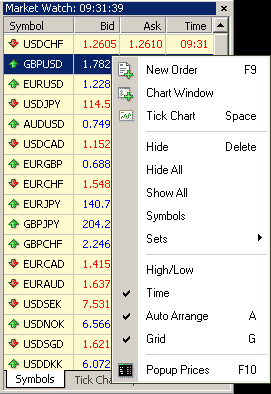 Market Watch: 09:31:39
Symbol Bid Ask Time
USDCHF 1.2605 1.2610 09:31
GBPUSD 1.782
EURUSD 1.228
USDJPY 114.5
AUDUSD 0.749
USDCAD 1.152
EURGBP 0.688
EURCHF 1.548
EURJPY 140.7
GBPJPY 204.2
GBPCHF 2.246
EURCAD 1.415
EURAUD 1.637
USDSEK 7.531
USDNOK 6.566
USDSGD 1.621
USDDKK 6.072
Symbols Tick Char
New Order F9
Chart Window
Tick Chart Space
Hide Delete
Hide All
Show All
Symbols
Sets
High/Low
Time
Auto Arrange A
Grid G
Popup Prices F10